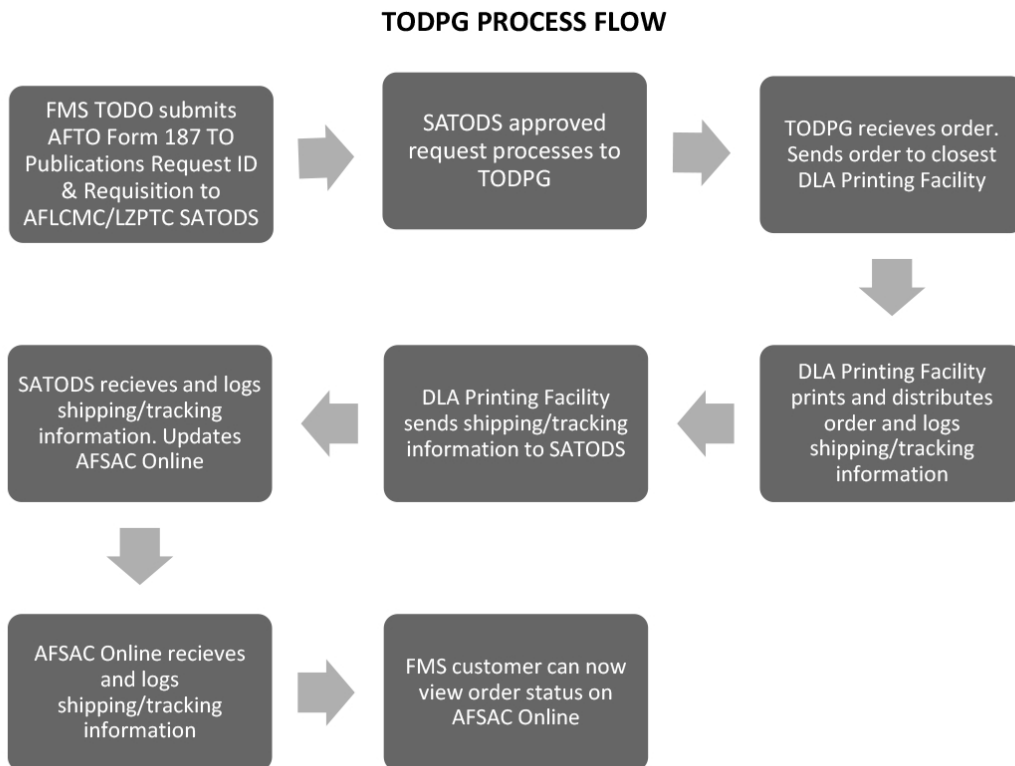 TODPG PROCESS FLOW
FMS TODO submits
AFTO Form 187 TO
Publications Request ID
& Requisition to
AFLCMC/LZPTC SATODS
SATODS approved
request processes to
TODPG
TODPG recieves order.
Sends order to closest
DLA Printing Facility
DLA Printing Facility
prints and distributes
order and logs
shipping/tracking
information
DLA Printing Facility
sends shipping/tracking
information to SATODS
SATODS recieves and logs
shipping/tracking
information. Updates
AFSAC Online
AFSAC Online recieves
and logs
shipping/tracking
information
FMS customer can now
view order status on
AFSAC Online